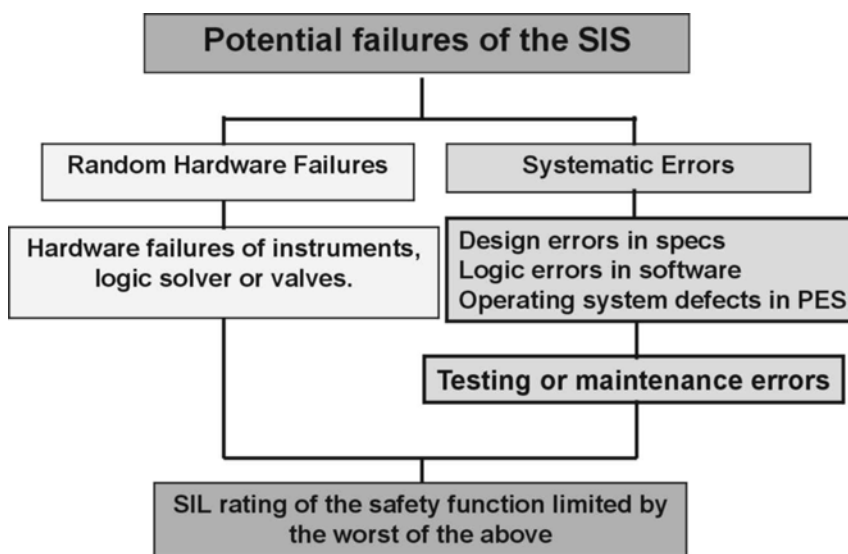 Potential failures of the SIS
Random Hardware Failures
Systematic Errors
Hardware failures of instruments,
logic solver or valves.
Design errors in specs
Logic errors in software
Operating system defects in PES
Testing or maintenance errors
SIL rating of the safety function limited by
the worst of the above